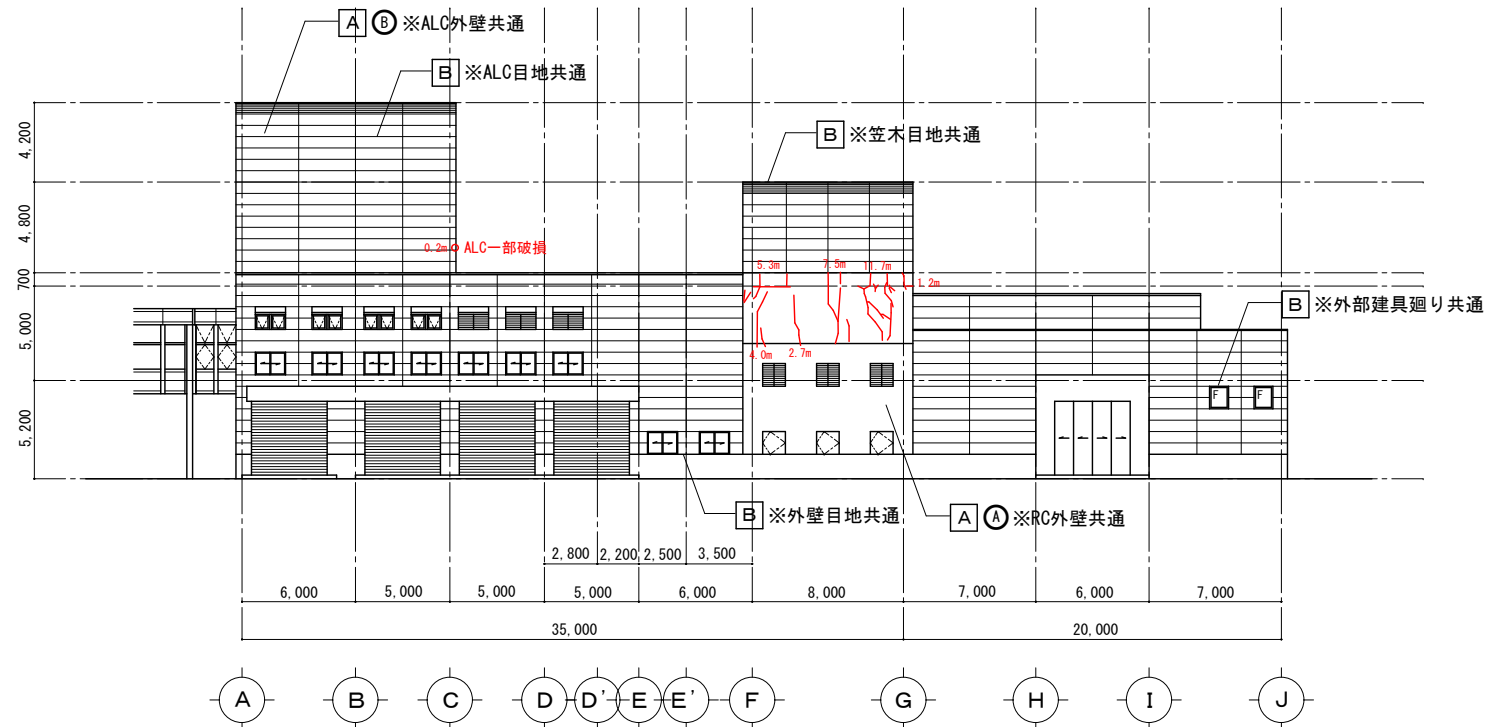 A B ※ALC外壁共通
B ※ALC目地共通
B ※笠木目地共通
4,200
4,800
700
5,000
5,200
0.2m ALC一部破損
5.3m 7.5m 11.7m
1.2m
B ※外部建具廻り共通
4.0m 2.7m
F F
B ※外壁目地共通
A A ※RC外壁共通
2,800 2,200 2,500 3,500
6,000 5,000 5,000 5,000 6,000 8,000 7,000 6,000 7,000
35,000 20,000
A B C D D' E E' F G H I J